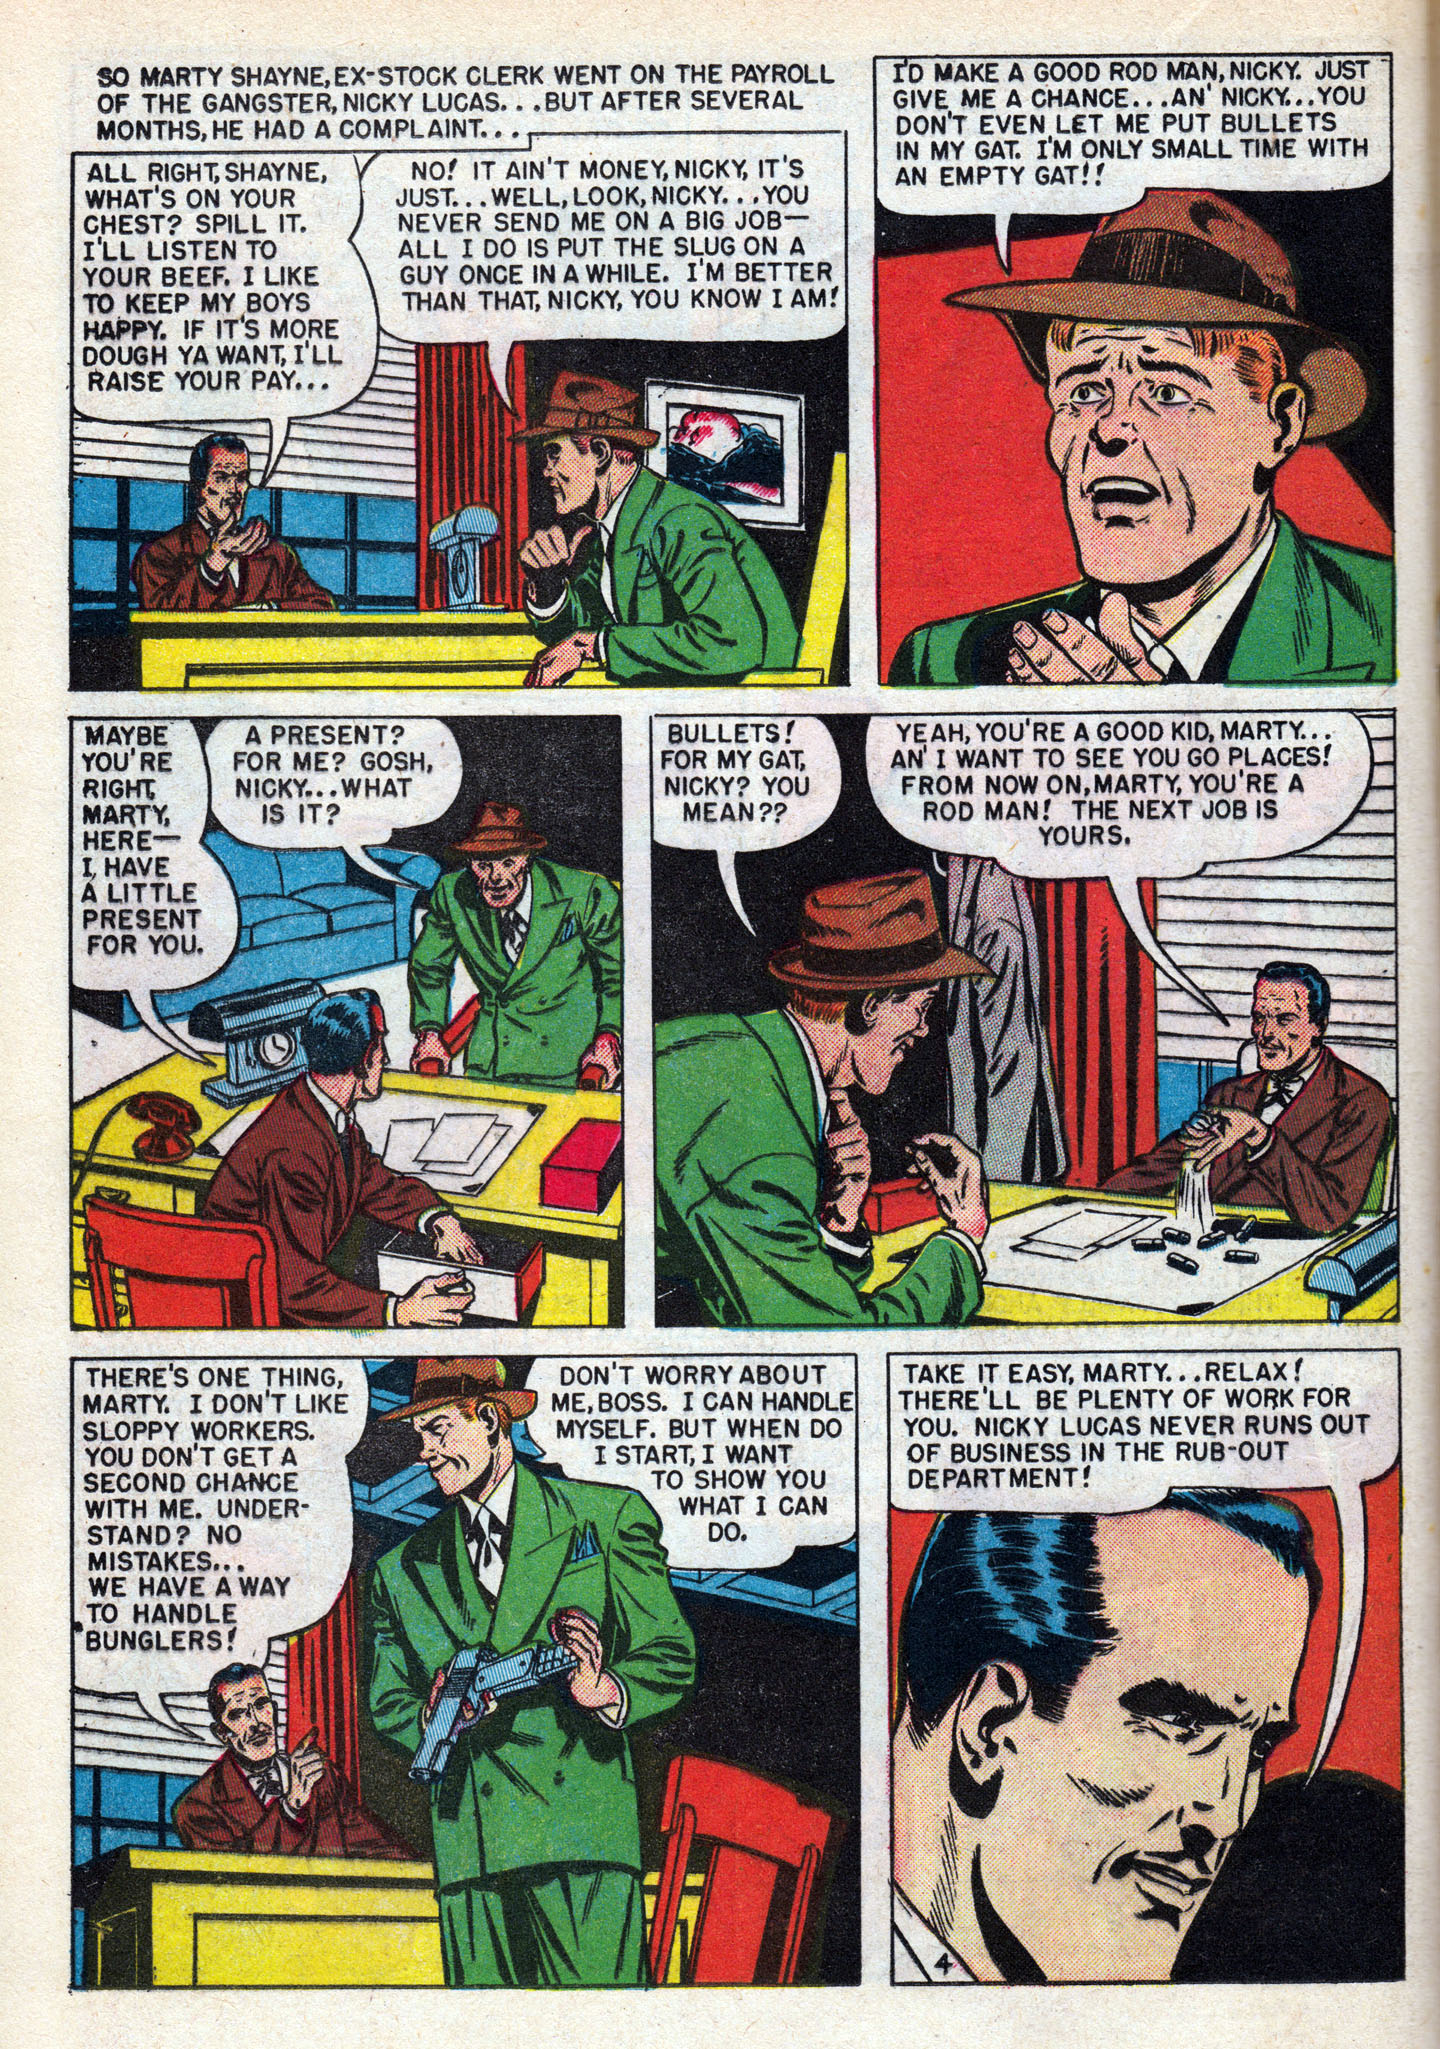 SO MARTY SHAYNE, EX-STOCK CLERK WENT ON THE PAYROLL
OF THE GANGSTER, NICKY LUCAS...BUT AFTER SEVERAL
MONTHS, HE HAD A COMPLAINT...
ALL RIGHT, SHAYNE,
WHAT'S ON YOUR
CHEST? SPILL IT.
I'LL LISTEN TO
YOUR BEEF. I LIKE
TO KEEP MY BOYS
HAPPY. IF IT'S MORE
DOUGH YA WANT, I'LL
RAISE YOUR PAY...
NO! IT AIN'T MONEY, NICKY, IT'S
JUST...WELL, LOOK, NICKY...YOU
NEVER SEND ME ON A BIG JOB—
ALL I DO IS PUT THE SLUG ON A
GUY ONCE IN A WHILE. I'M BETTER
THAN THAT, NICKY, YOU KNOW I AM!
I'D MAKE A GOOD ROD MAN, NICKY. JUST
GIVE ME A CHANCE...AN' NICKY...YOU
DON'T EVEN LET ME PUT BULLETS
IN MY GAT. I'M ONLY SMALL TIME WITH
AN EMPTY GAT!!
MAYBE
YOU'RE
RIGHT,
MARTY,
HERE—
I, HAVE
A LITTLE
PRESENT
FOR YOU.
A PRESENT?
FOR ME? GOSH,
NICKY...WHAT
IS IT?
BULLETS!
FOR MY GAT,
NICKY? YOU
MEAN??
YEAH, YOU'RE A GOOD KID, MARTY...
AN' I WANT TO SEE YOU GO PLACES!
FROM NOW ON, MARTY, YOU'RE A
ROD MAN! THE NEXT JOB IS
YOURS.
THERE'S ONE THING,
MARTY. I DON'T LIKE
SLOPPY WORKERS.
YOU DON'T GET A
SECOND CHANCE
WITH ME. UNDER-
STAND? NO
MISTAKES...
WE HAVE A WAY
TO HANDLE
BUNGLERS!
DON'T WORRY ABOUT
ME, BOSS. I CAN HANDLE
MYSELF. BUT WHEN DO
I START, I WANT
TO SHOW YOU
WHAT I CAN
DO.
TAKE IT EASY, MARTY...RELAX!
THERE'LL BE PLENTY OF WORK FOR
YOU. NICKY LUCAS NEVER RUNS OUT
OF BUSINESS IN THE RUB-OUT
DEPARTMENT!
4